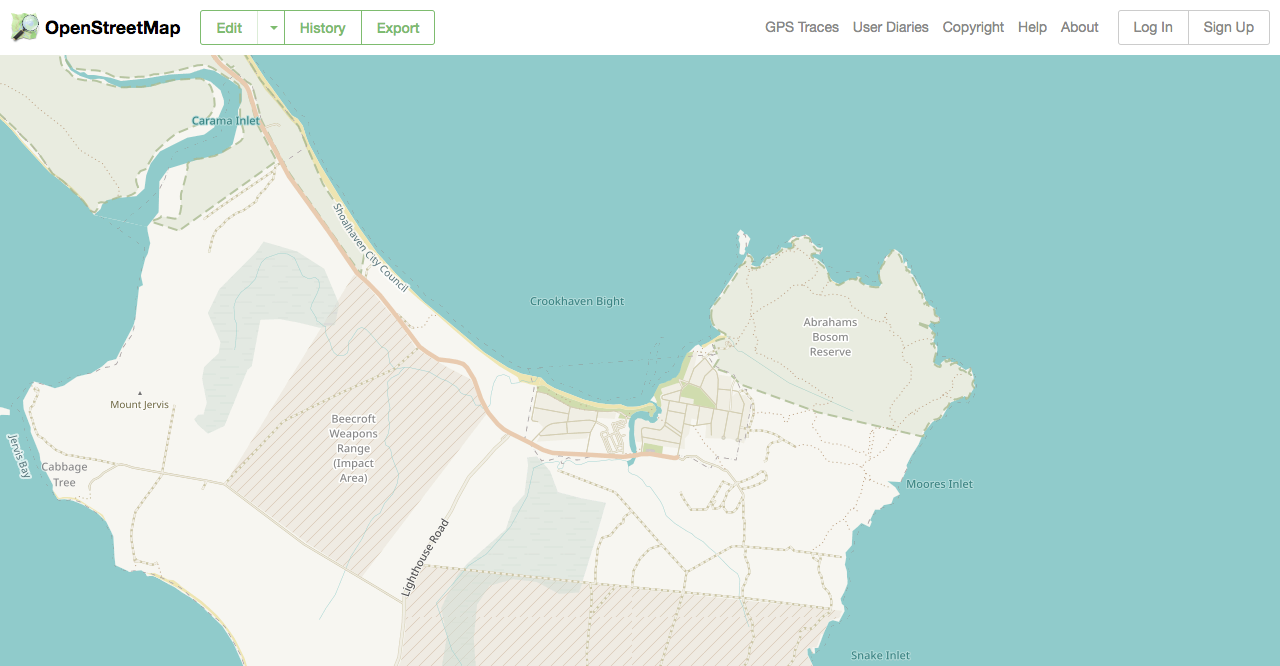 OpenStreetMap
Edit
History
Export
GPS Traces
User Diaries
Copyright
Help
About
Log In
Sign Up
Carama Inlet
Shoalhaven City Council
Crookhaven Bight
Abrahams
Bosom
Reserve
Mount Jervis
Beecroft
Weapons
Range
(Impact
Area)
Jervis Bay
Cabbage
Tree
Moores Inlet
Lighthouse Road
Snake Inlet